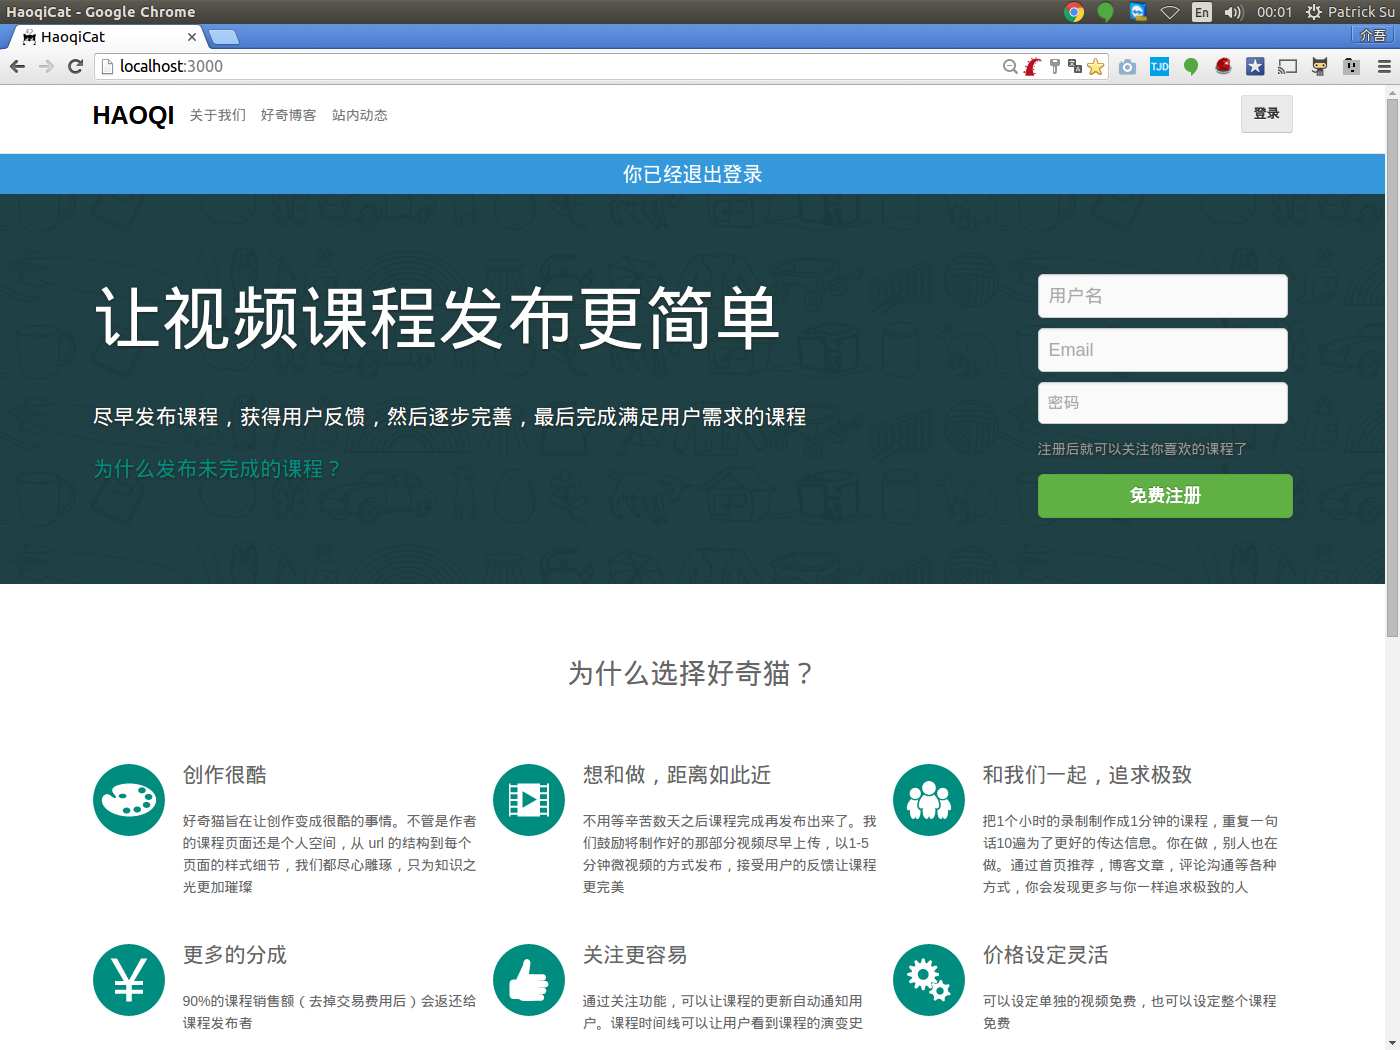 HaoqiCat - Google Chrome
En
00:01
Patrick Su
HaoqiCat
介吾
localhost:3000
TJD
HAOQI
关于我们
好奇博客
站内动态
登录
你已经退出登录
让视频课程发布更简单
尽早发布课程，获得用户反馈，然后逐步完善，最后完成满足用户需求的课程
为什么发布未完成的课程？
用户名
Email
密码
注册后就可以关注你喜欢的课程了
免费注册
为什么选择好奇猫？
创作很酷
好奇猫旨在让创作变成很酷的事情。不管是作者
的课程页面还是个人空间，从 url 的结构到每个
页面的样式细节，我们都尽心雕琢，只为知识之
光更加璀璨
想和做，距离如此近
不用等辛苦数天之后课程完成再发布出来了。我
们鼓励将制作好的那部分视频尽早上传，以1-5
分钟微视频的方式发布，接受用户的反馈让课程
更完美
和我们一起，追求极致
把1个小时的录制制作成1分钟的课程，重复一句
话10遍为了更好的传达信息。你在做，别人也在
做。通过首页推荐，博客文章，评论沟通等各种
方式，你会发现更多与你一样追求极致的人
更多的分成
90%的课程销售额（去掉交易费用后）会返还给
课程发布者
关注更容易
通过关注功能，可以让课程的更新自动通知用
户。课程时间线可以让用户看到课程的演变史
价格设定灵活
可以设定单独的视频免费，也可以设定整个课程
免费